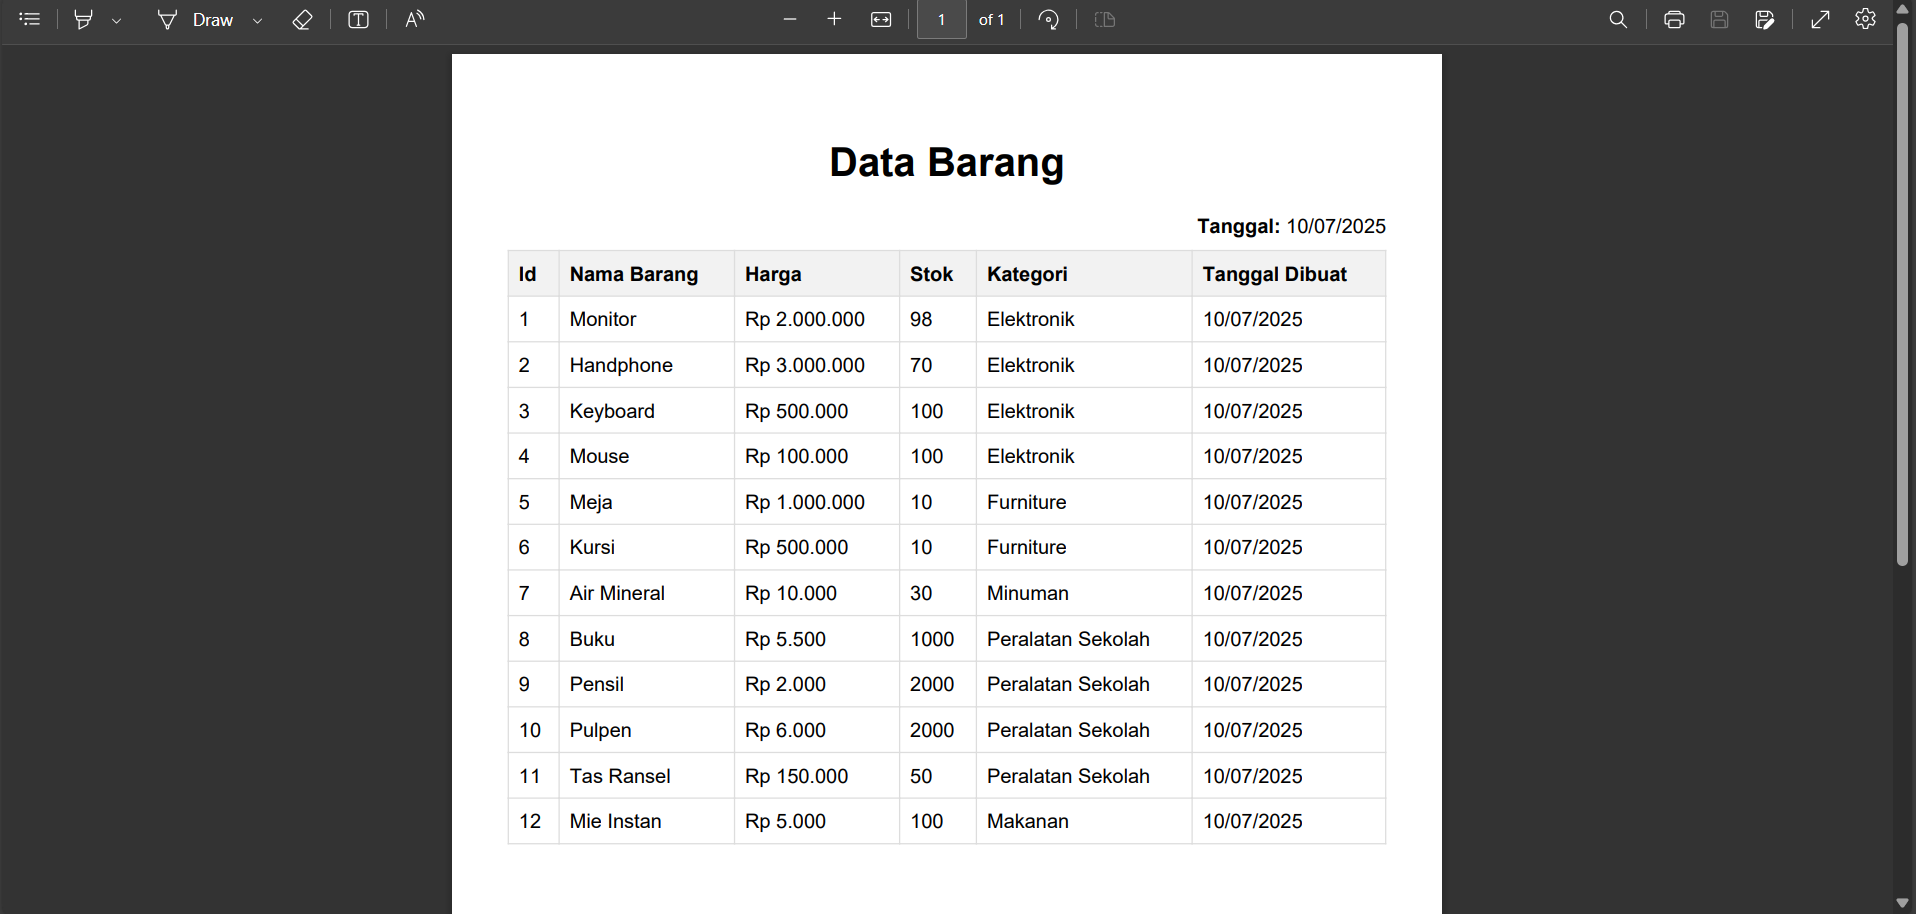 Draw
1 of 1
Data Barang
Tanggal: 10/07/2025
Id Nama Barang Harga Stok Kategori Tanggal Dibuat
1 Monitor Rp 2.000.000 98 Elektronik 10/07/2025
2 Handphone Rp 3.000.000 70 Elektronik 10/07/2025
3 Keyboard Rp 500.000 100 Elektronik 10/07/2025
4 Mouse Rp 100.000 100 Elektronik 10/07/2025
5 Meja Rp 1.000.000 10 Furniture 10/07/2025
6 Kursi Rp 500.000 10 Furniture 10/07/2025
7 Air Mineral Rp 10.000 30 Minuman 10/07/2025
8 Buku Rp 5.500 1000 Peralatan Sekolah 10/07/2025
9 Pensil Rp 2.000 2000 Peralatan Sekolah 10/07/2025
10 Pulpen Rp 6.000 2000 Peralatan Sekolah 10/07/2025
11 Tas Ransel Rp 150.000 50 Peralatan Sekolah 10/07/2025
12 Mie Instan Rp 5.000 100 Makanan 10/07/2025